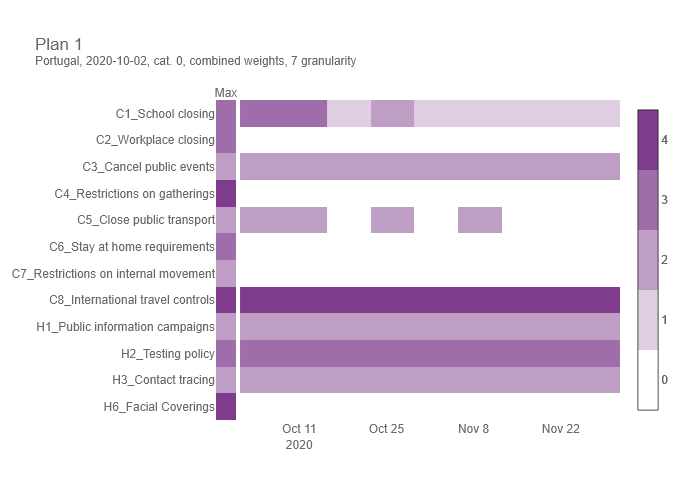 Plan 1
Portugal, 2020-10-02, cat. 0, combined weights, 7 granularity
Max
C1_School closing
C2_Workplace closing
C3_Cancel public events
C4_Restrictions on gatherings
C5_Close public transport
C6_Stay at home requirements
C7_Restrictions on internal movement
C8_International travel controls
H1_Public information campaigns
H2_Testing policy
H3_Contact tracing
H6_Facial Coverings
Oct 11 Oct 25 Nov 8 Nov 22
2020
4
3
2
1
0